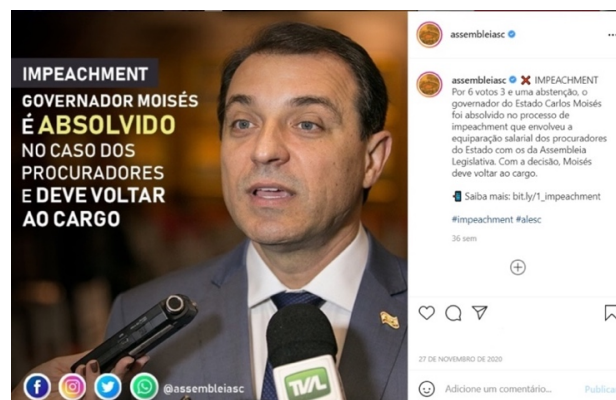 IMPEACHMENT
GOVERNADOR MOISÉS
É ABSOLVIDO
NO CASO DOS
PROCURADORES
E DEVE VOLTAR
AO CARGO
TVAL
@assembleiasc
assembleiasc
assembleiasc ❌ IMPEACHMENT
Por 6 votos 3 e uma abstenção, o
governador do Estado Carlos Moisés
foi absolvido no processo de
impeachment que envolveu a
equiparação salarial dos procuradores
do Estado com os da Assembleia
Legislativa. Com a decisão, Moisés
deve voltar ao cargo.
📲 Saiba mais: bit.ly/1_impeachment
#impeachment #alesc
36 sem
27 DE NOVEMBRO DE 2020
Adicione um comentário... Publica